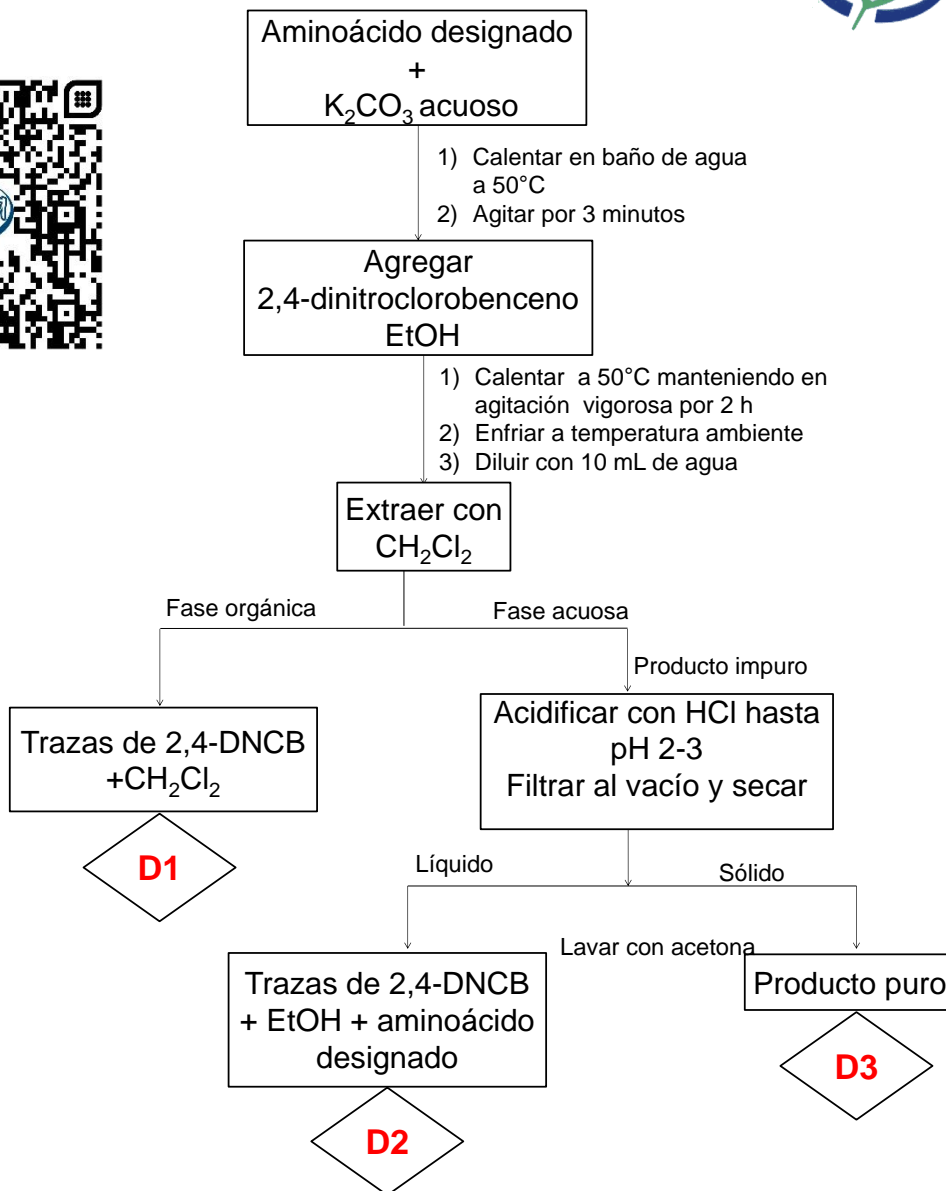 Aminoácido designado
+
K₂CO₃ acuoso
1) Calentar en baño de agua
a 50°C
2) Agitar por 3 minutos
Agregar
2,4-dinitroclorobenceno
EtOH
1) Calentar a 50°C manteniendo en
agitación vigorosa por 2 h
2) Enfriar a temperatura ambiente
3) Diluir con 10 mL de agua
Extraer con
CH₂Cl₂
Fase orgánica
Fase acuosa
Producto impuro
Trazas de 2,4-DNCB
+CH₂Cl₂
D1
Acidificar con HCl hasta
pH 2-3
Filtrar al vacío y secar
Líquido
Sólido
Lavar con acetona
Trazas de 2,4-DNCB
+ EtOH + aminoácido
designado
D2
Producto puro
D3